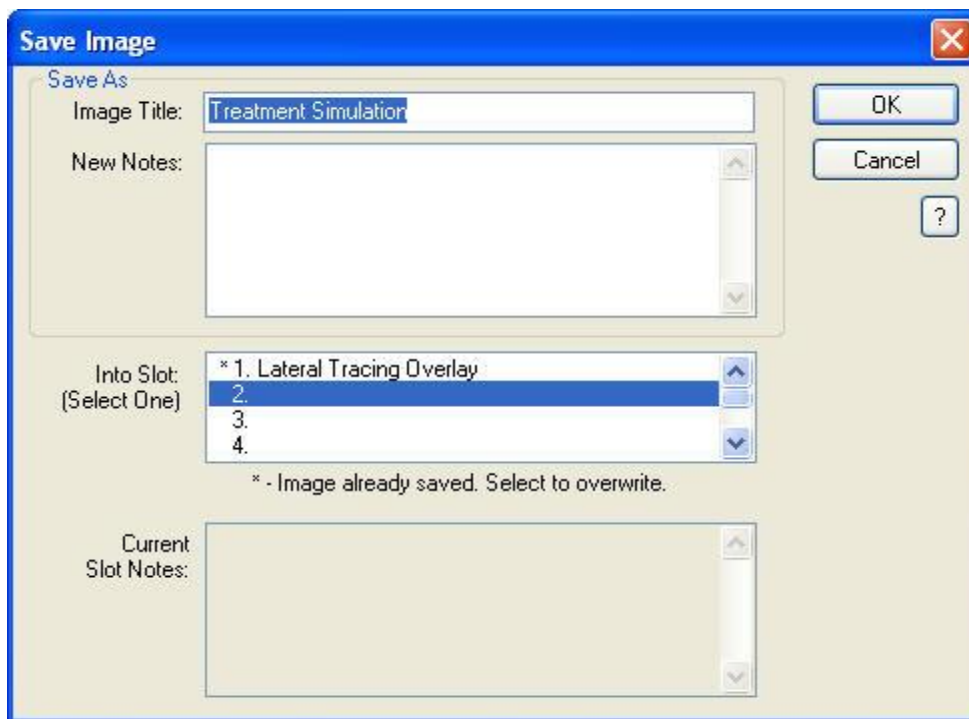 Save Image
Save As
Image Title: Treatment Simulation
OK
New Notes:
Cancel
?
Into Slot:
(Select One)
* 1. Lateral Tracing Overlay
2.
3.
4.
* - Image already saved. Select to overwrite.
Current
Slot Notes: